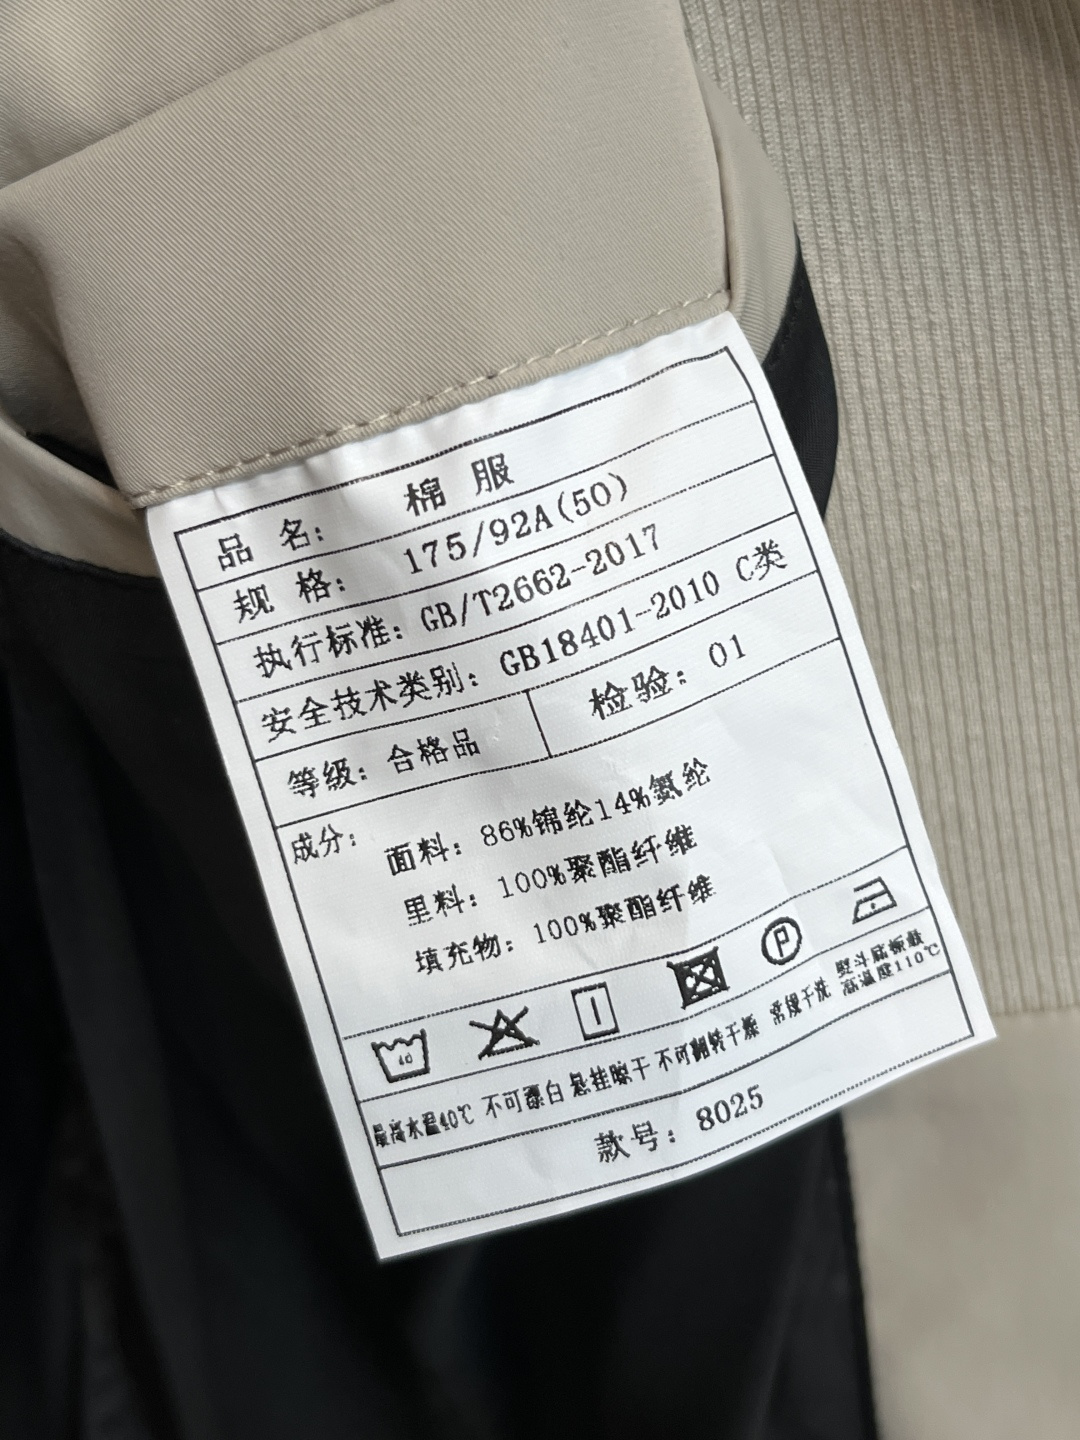 品 名: 棉 服
规 格: 175/92A(50)
执行标准: GB/T2662-2017
安全技术类别: GB18401-2010 C类
等级: 合格品 检验: 01
成分: 面料: 86%锦纶14%氨纶
里料: 100%聚酯纤维
填充物: 100%聚酯纤维
40 P
最高水温40℃ 不可漂白 悬挂晾干 不可翻转干燥 常规干洗 熨斗底板最高温度110℃
款号: 8025